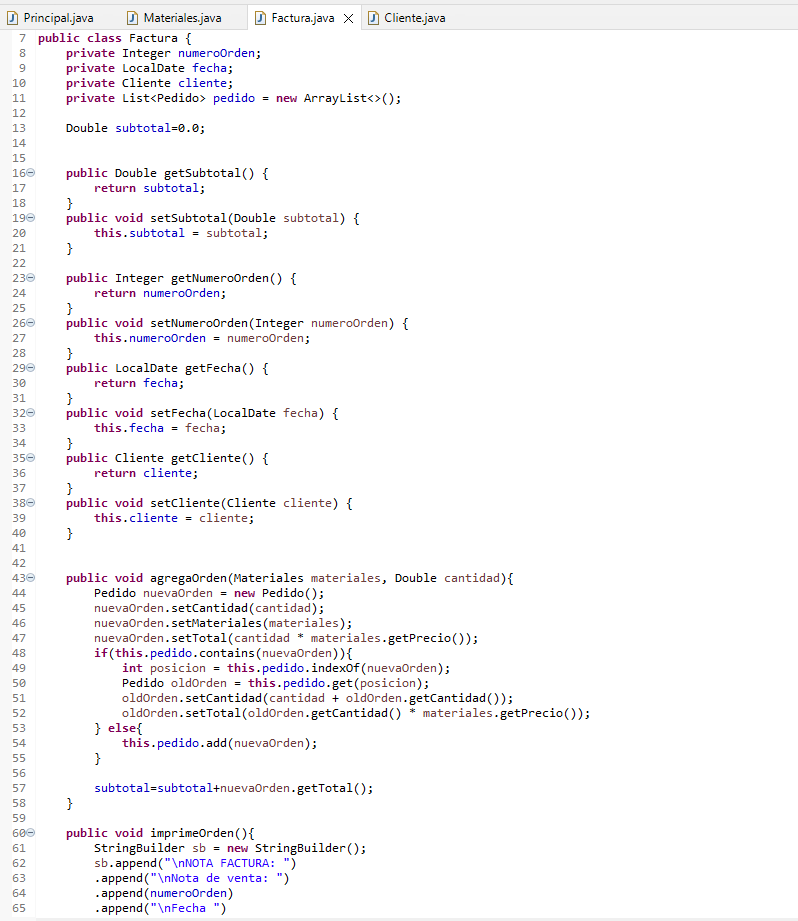 Principal.java Materiales.java Factura.java Cliente.java
7 public class Factura {
8 private Integer numeroOrden;
9 private LocalDate fecha;
10 private Cliente cliente;
11 private List<Pedido> pedido = new ArrayList<>();
12
13 Double subtotal=0.0;
14
15
16 public Double getSubtotal() {
17 return subtotal;
18 }
19 public void setSubtotal(Double subtotal) {
20 this.subtotal = subtotal;
21 }
22
23 public Integer getNumeroOrden() {
24 return numeroOrden;
25 }
26 public void setNumeroOrden(Integer numeroOrden) {
27 this.numeroOrden = numeroOrden;
28 }
29 public LocalDate getFecha() {
30 return fecha;
31 }
32 public void setFecha(LocalDate fecha) {
33 this.fecha = fecha;
34 }
35 public Cliente getCliente() {
36 return cliente;
37 }
38 public void setCliente(Cliente cliente) {
39 this.cliente = cliente;
40 }
41
42
43 public void agregaOrden(Materiales materiales, Double cantidad){
44 Pedido nuevaOrden = new Pedido();
45 nuevaOrden.setCantidad(cantidad);
46 nuevaOrden.setMateriales(materiales);
47 nuevaOrden.setTotal(cantidad * materiales.getPrecio());
48 if(this.pedido.contains(nuevaOrden)){
49 int posicion = this.pedido.indexOf(nuevaOrden);
50 Pedido oldOrden = this.pedido.get(posicion);
51 oldOrden.setCantidad(cantidad + oldOrden.getCantidad());
52 oldOrden.setTotal(oldOrden.getCantidad() * materiales.getPrecio());
53 } else{
54 this.pedido.add(nuevaOrden);
55 }
56
57 subtotal=subtotal+nuevaOrden.getTotal();
58 }
59
60 public void imprimeOrden(){
61 StringBuilder sb = new StringBuilder();
62 sb.append("\nNOTA FACTURA: ")
63 .append("\nNota de venta: ")
64 .append(numeroOrden)
65 .append("\nFecha ")